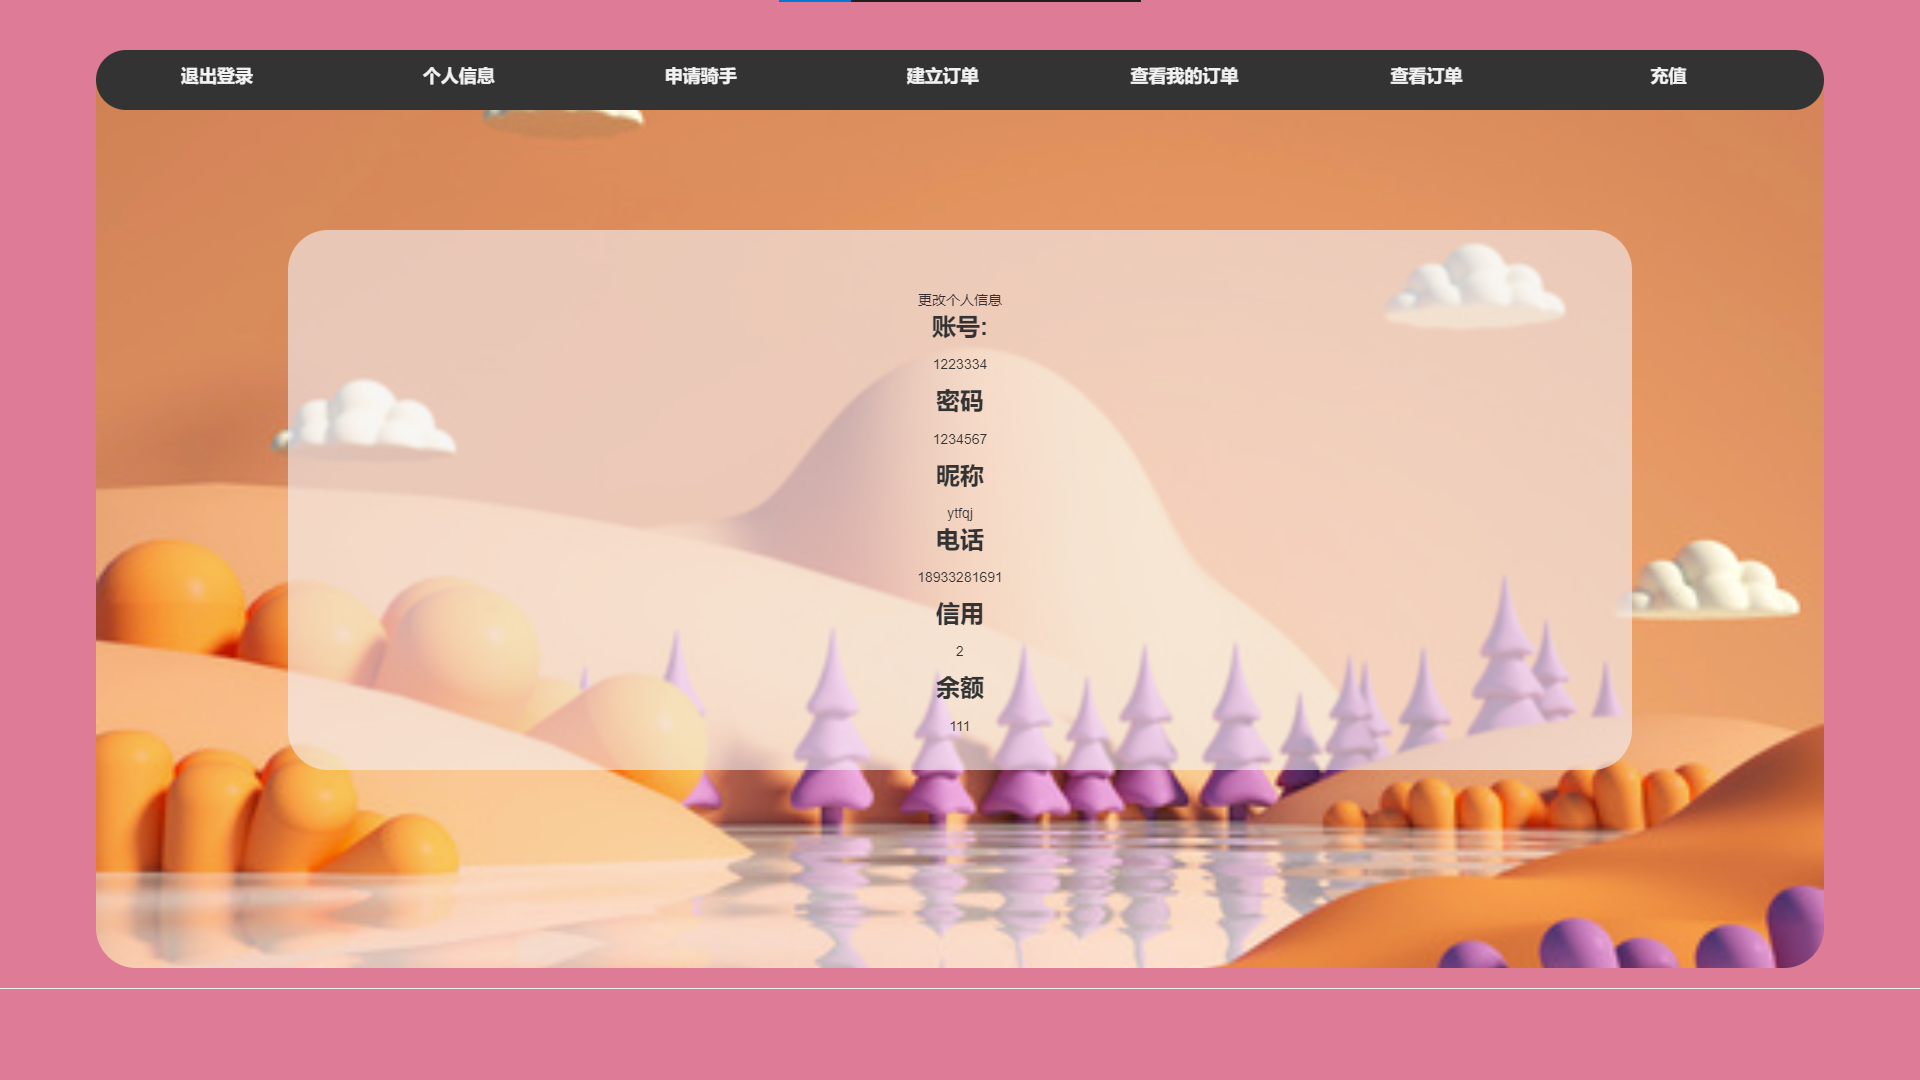 退出登录 个人信息 申请骑手 建立订单 查看我的订单 查看订单 充值
更改个人信息
账号:
1223334
密码
1234567
昵称
ytfqj
电话
18933281691
信用
2
余额
111